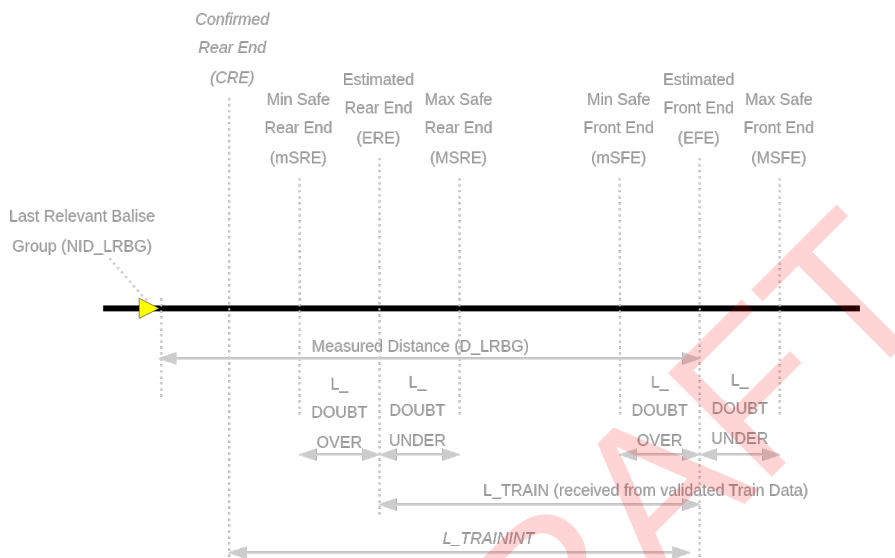 Confirmed
Rear End
(CRE)
Min Safe
Rear End
(mSRE)
Estimated
Rear End
(ERE)
Max Safe
Rear End
(MSRE)
Min Safe
Front End
(mSFE)
Estimated
Front End
(EFE)
Max Safe
Front End
(MSFE)
Last Relevant Balise
Group (NID_LRBG)
Measured Distance (D_LRBG)
L_
DOUBT
OVER
L_
DOUBT
UNDER
L_
DOUBT
OVER
L_
DOUBT
UNDER
L_TRAIN (received from validated Train Data)
L_TRAININT
DRAFT